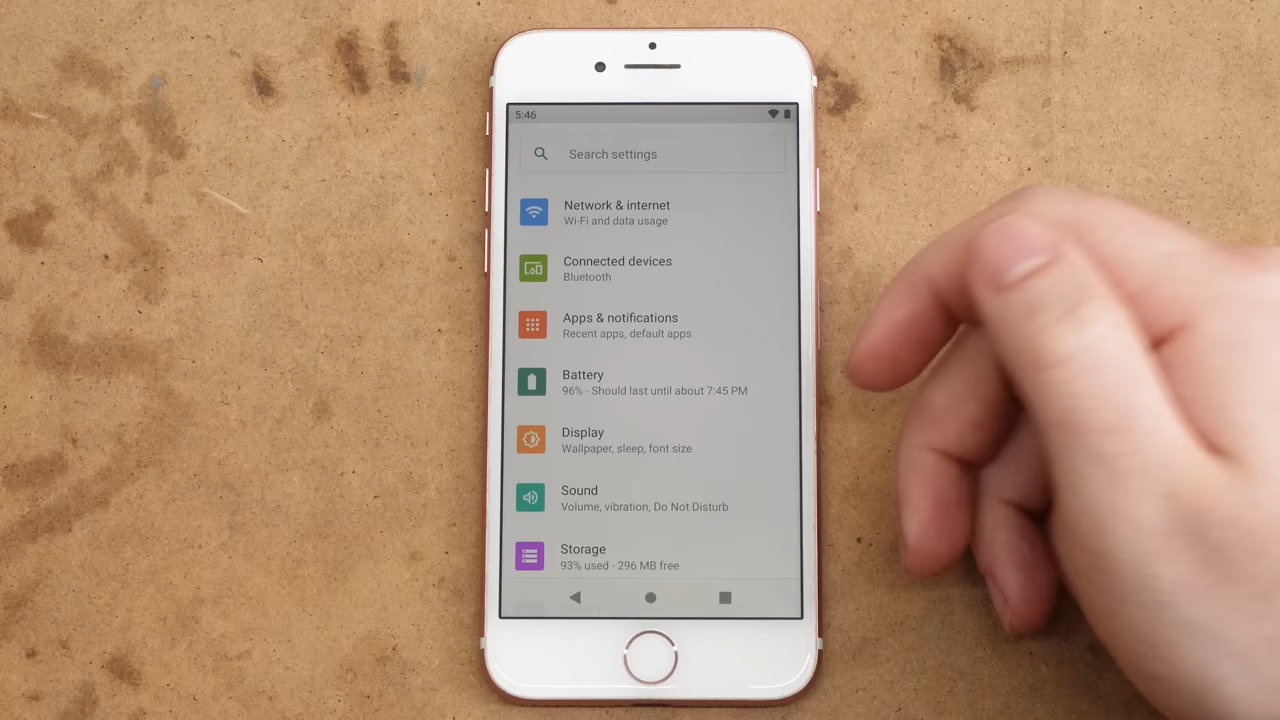 5:46
Search settings
Network & internet
Wi-Fi and data usage
Connected devices
Bluetooth
Apps & notifications
Recent apps, default apps
Battery
96% - Should last until about 7:45 PM
Display
Wallpaper, sleep, font size
Sound
Volume, vibration, Do Not Disturb
Storage
93% used - 296 MB free